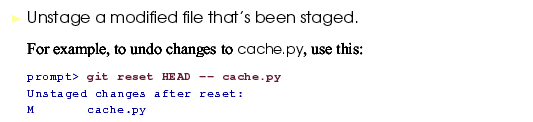 Unstage a modified file that's been staged.
For example, to undo changes to cache.py, use this:
prompt> git reset HEAD -- cache.py
Unstaged changes after reset:
M cache.py